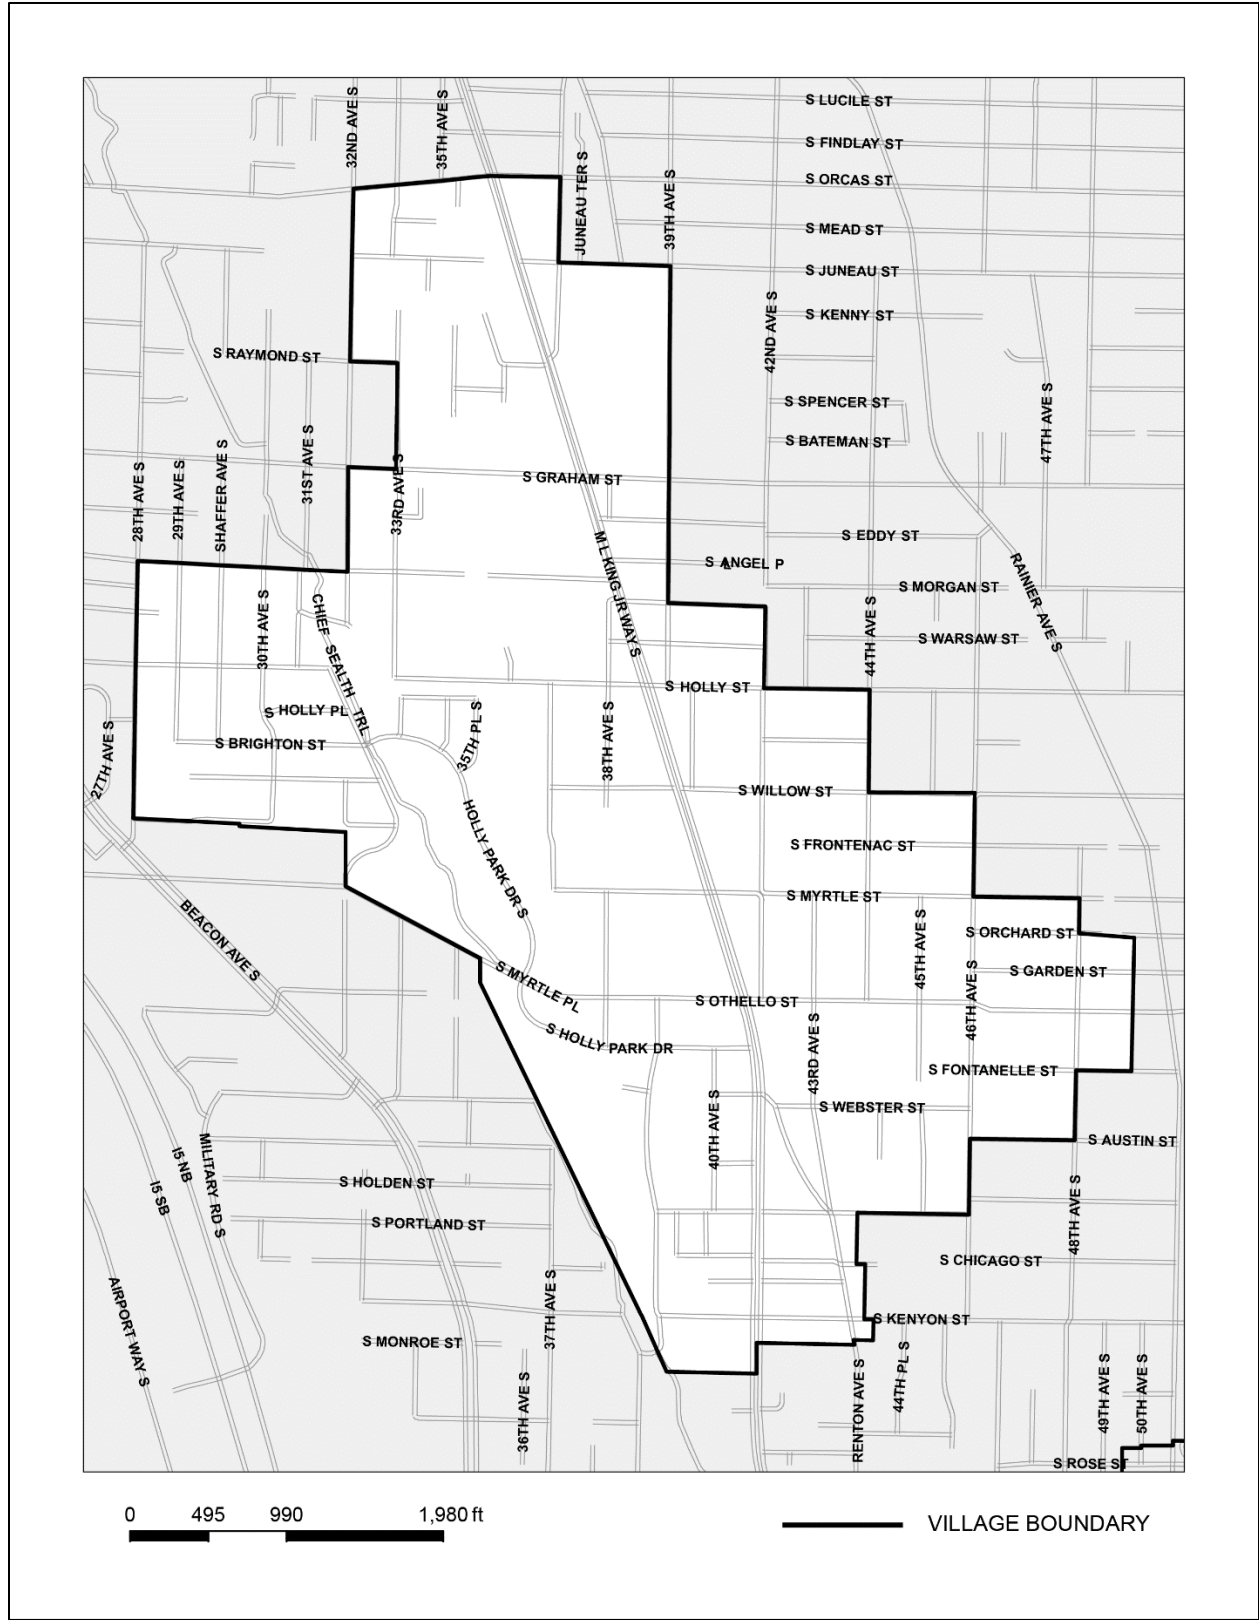 S LUCILE ST
32ND AVE S
35TH AVE S
S FINDLAY ST
S ORCAS ST
JUNEAU TER S
39TH AVE S
S MEAD ST
S JUNEAU ST
S KENNY ST
42ND AVE S
S RAYMOND ST
S SPENCER ST
47TH AVE S
S BATEMAN ST
31ST AVE S
S GRAHAM ST
28TH AVE S
29TH AVE S
SHAFFER AVE S
33RD AVE S
S EDDY ST
S ANGEL P
L
S MORGAN ST
RAINIER AVE S
M L KING JR WAY S
30TH AVE S
CHIEF SEALTH TRL
44TH AVE S
S WARSAW ST
S HOLLY ST
S HOLLY PL
35TH PL S
38TH AVE S
27TH AVE S
S BRIGHTON ST
S WILLOW ST
HOLLY PARK DR S
S FRONTENAC ST
S MYRTLE ST
BEACON AVE S
45TH AVE S
S ORCHARD ST
S GARDEN ST
S MYRTLE PL
46TH AVE S
S OTHELLO ST
S HOLLY PARK DR
43RD AVE S
S FONTANELLE ST
S WEBSTER ST
40TH AVE S
S AUSTIN ST
MILITARY RD S
I5 NB
I5 SB
S HOLDEN ST
S PORTLAND ST
48TH AVE S
S CHICAGO ST
AIRPORT WAY S
37TH AVE S
S KENYON ST
S MONROE ST
36TH AVE S
RENTON AVE S
44TH PL S
49TH AVE S
50TH AVE S
S ROSE ST
0 495 990 1,980 ft
VILLAGE BOUNDARY